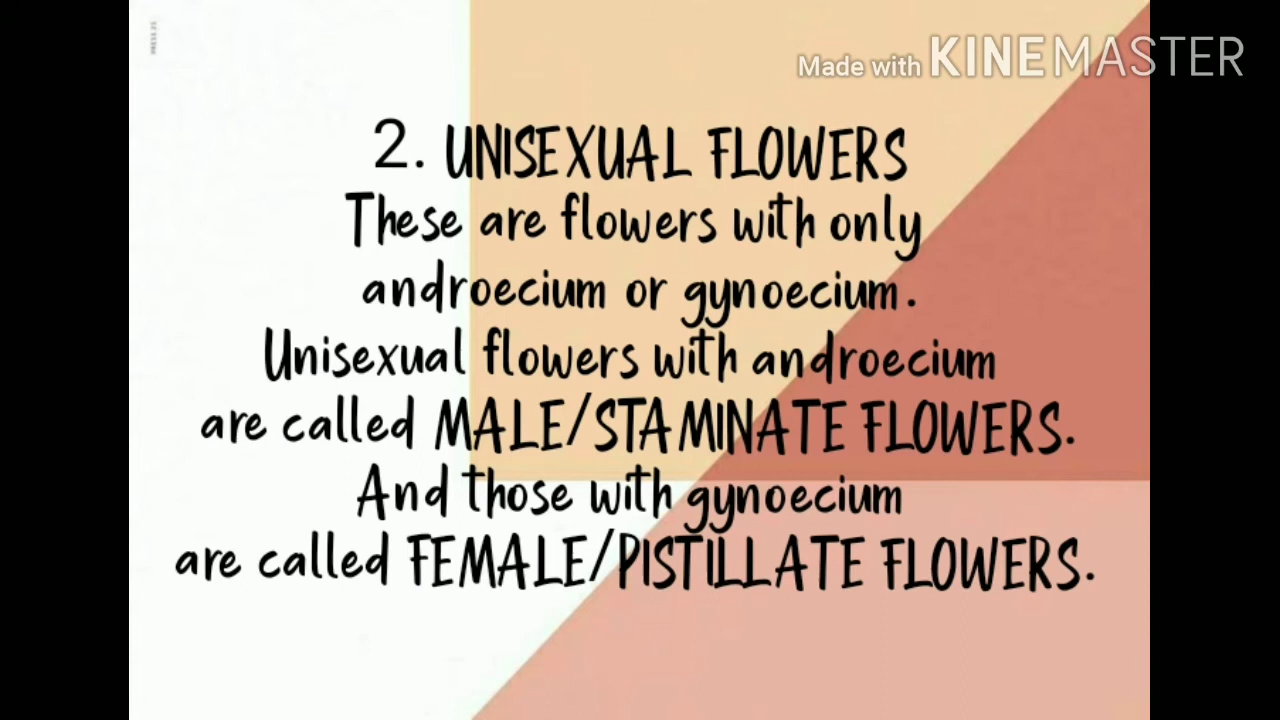 Made with KINEMASTER
2. UNISEXUAL FLOWERS
These are flowers with only
androecium or gynoecium.
Unisexual flowers with androecium
are called MALE/STAMINATE FLOWERS.
And those with gynoecium
are called FEMALE/PISTILLATE FLOWERS.